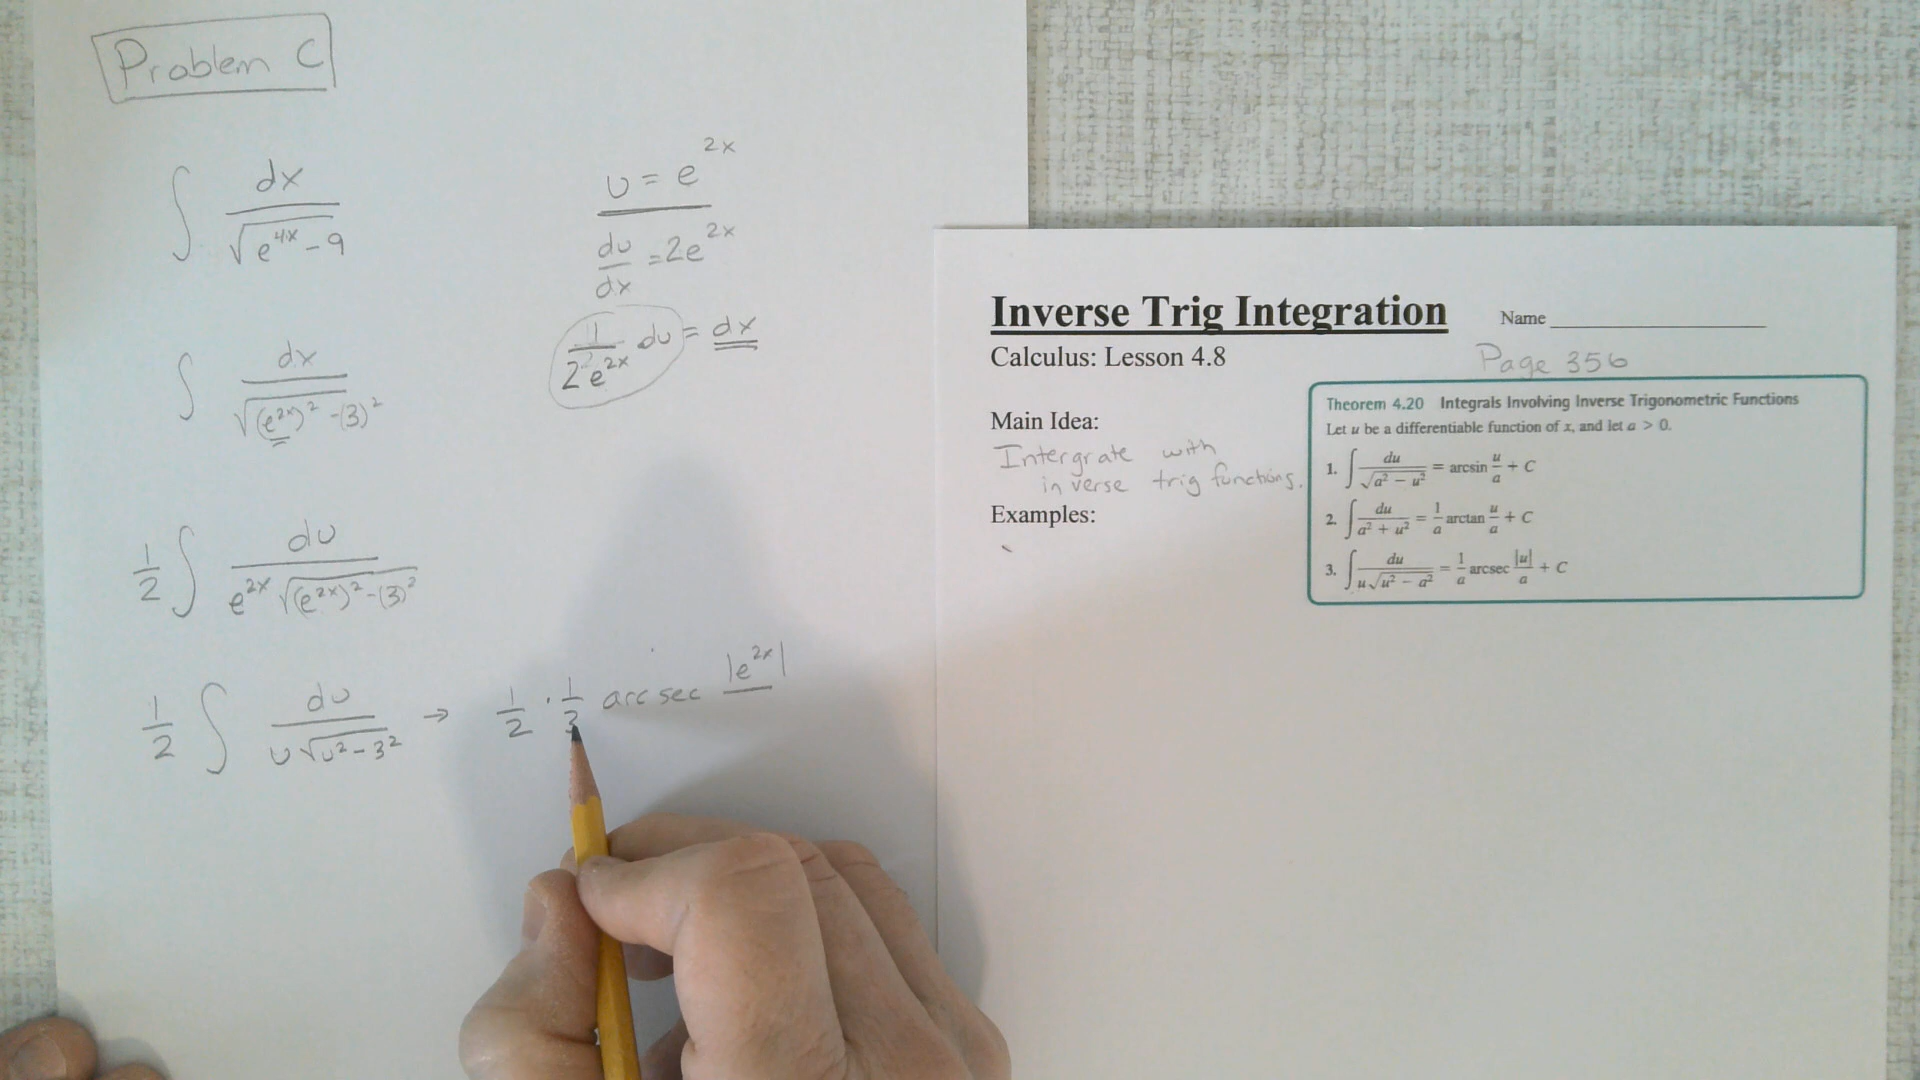 Problem C
∫ dx / √(e^4x - 9)
∫ dx / √((e^2x)^2 - (3)^2)
1/2 ∫ du / e^2x √((e^2x)^2 - (3)^2)
1/2 ∫ du / u √(u^2 - 3^2) → 1/2 · 1/3 arcsec |e^2x|
u = e^2x
du/dx = 2e^2x
1/2e^2x du = dx
Inverse Trig Integration
Name
Calculus: Lesson 4.8
Page 356
Main Idea:
Intergrate with
inverse trig functions.
Examples:
Theorem 4.20 Integrals Involving Inverse Trigonometric Functions
Let u be a differentiable function of x, and let a > 0.
1. ∫ du / √(a² - u²) = arcsin u/a + C
2. ∫ du / (a² + u²) = 1/a arctan u/a + C
3. ∫ du / u√(u² - a²) = 1/a arcsec |u|/a + C